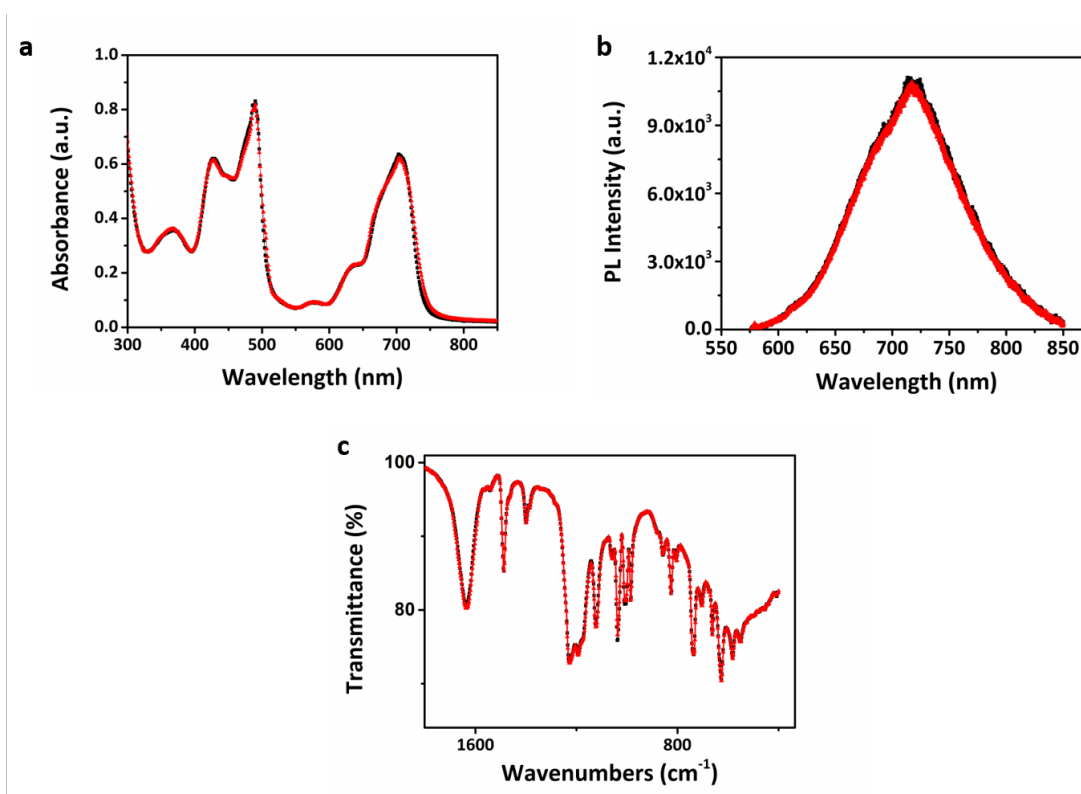 a
1.0
0.8
0.6
0.4
0.2
0.0
Absorbance (a.u.)
300 400 500 600 700 800
Wavelength (nm)
b
1.2x10⁴
9.0x10³
6.0x10³
3.0x10³
0.0
PL Intensity (a.u.)
550 600 650 700 750 800 850
Wavelength (nm)
c
100
80
Transmittance (%)
1600 800
Wavenumbers (cm⁻¹)